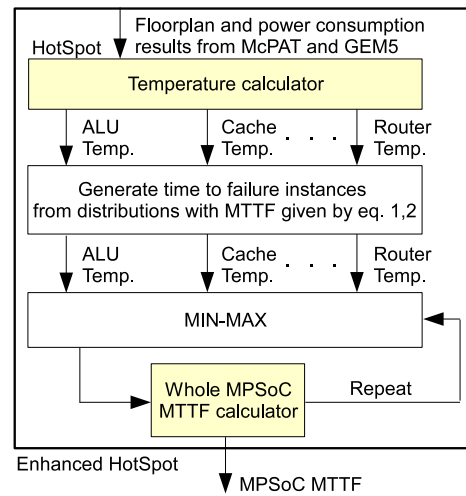 Floorplan and power consumption
results from McPAT and GEM5
HotSpot
Temperature calculator
ALU Temp.
Cache Temp.
. . .
Router Temp.
Generate time to failure instances
from distributions with MTTF given by eq. 1,2
ALU Temp.
Cache Temp.
. . .
Router Temp.
MIN-MAX
Whole MPSoC
MTTF calculator
Repeat
Enhanced HotSpot
MPSoC MTTF